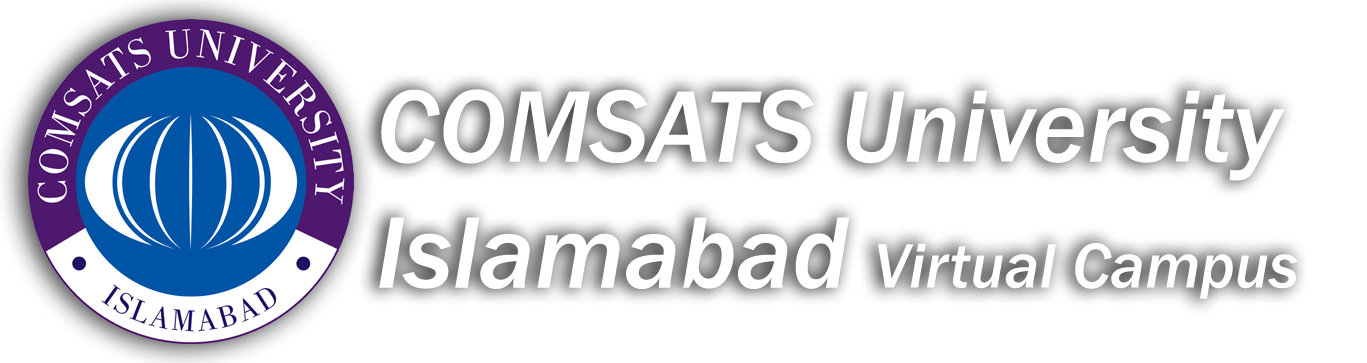 COMSATS UNIVERSITY
ISLAMABAD
COMSATS University
Islamabad Virtual Campus